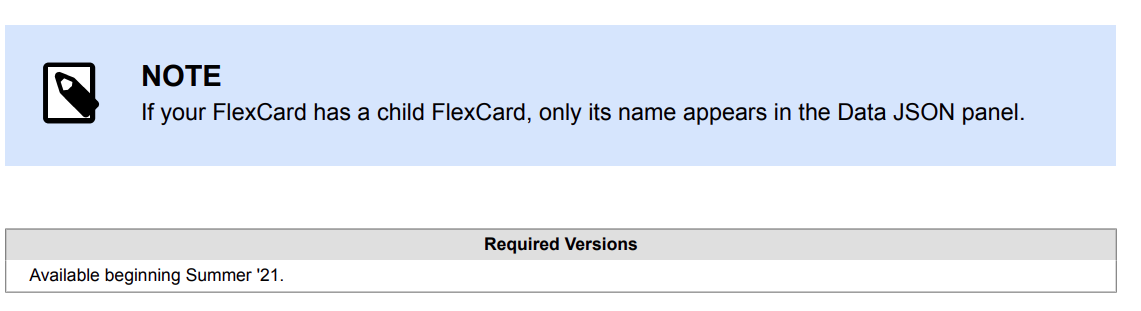 NOTE
If your FlexCard has a child FlexCard, only its name appears in the Data JSON panel.
Required Versions
Available beginning Summer '21.